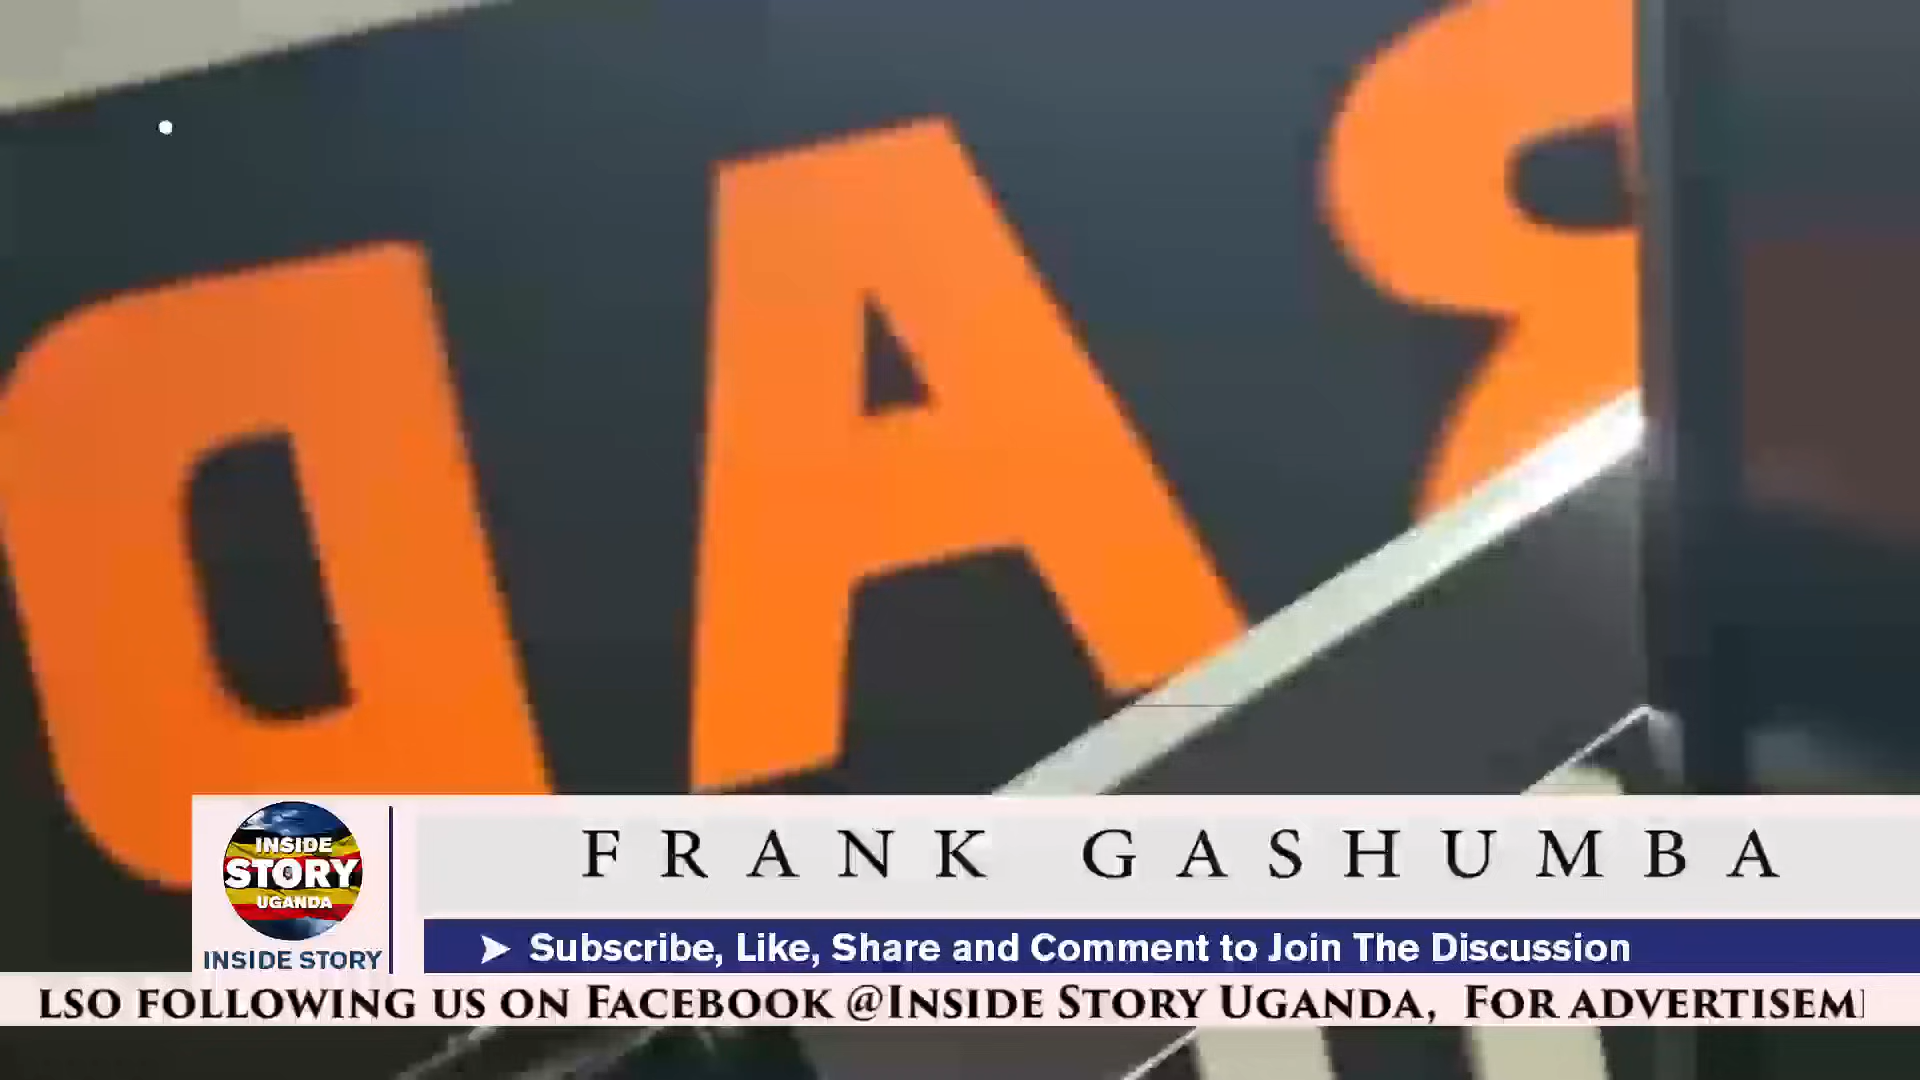 RAD
INSIDE
STORY
UGANDA
INSIDE STORY
FRANK GASHUMBA
➤ Subscribe, Like, Share and Comment to Join The Discussion
LSO FOLLOWING US ON FACEBOOK @INSIDE STORY UGANDA, FOR ADVERTISEM